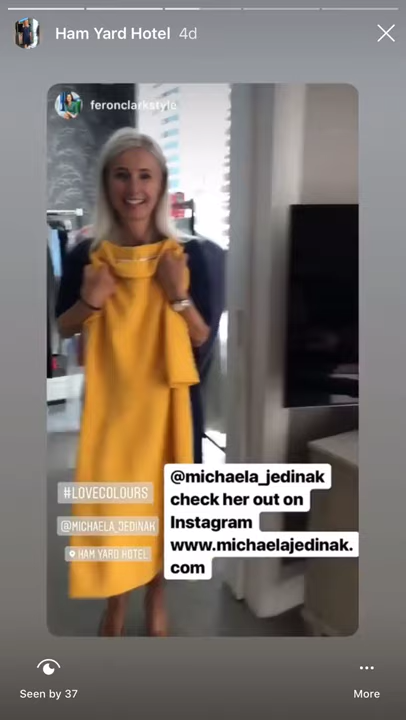 Ham Yard Hotel 4d
feronclarkstyle
@michaela_jedinak
check her out on
Instagram
www.michaelajedinak.
com
#LOVECOLOURS
@MICHAELA_JEDINAK
HAM YARD HOTEL
Seen by 37
More